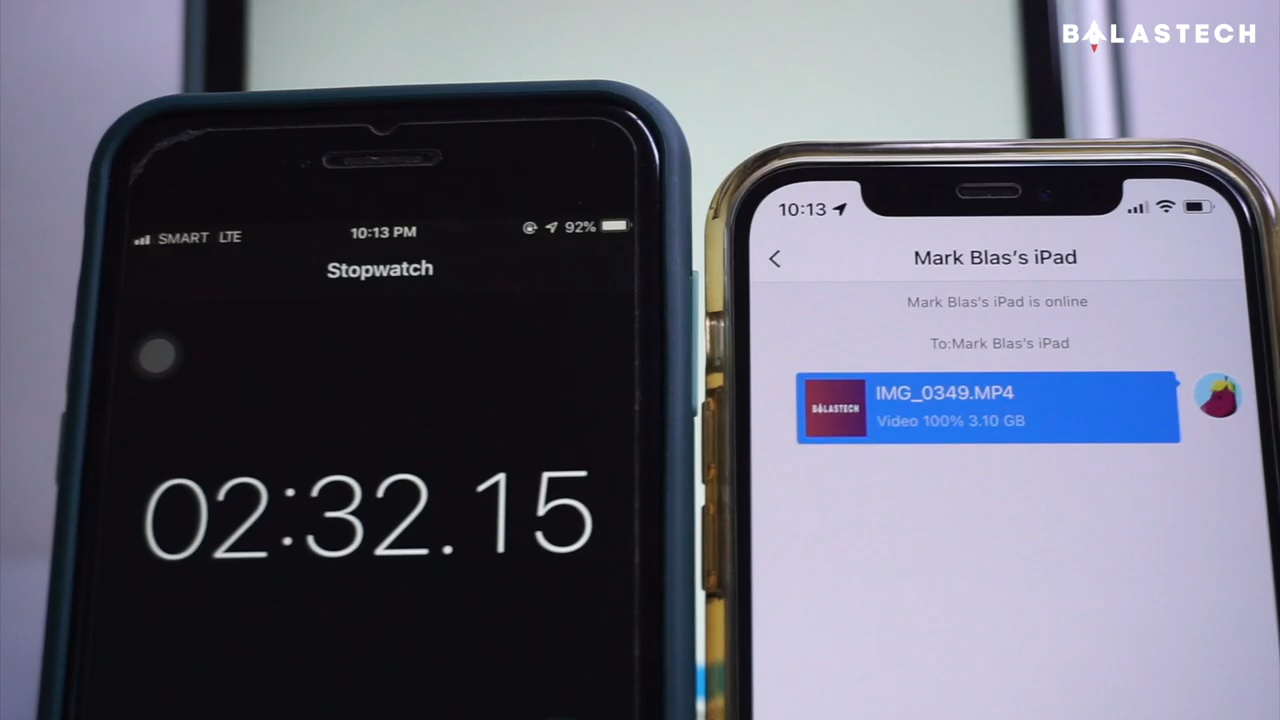 BALASTECH
SMART LTE
10:13 PM
92%
Stopwatch
02:32.15
10:13
Mark Blas's iPad
Mark Blas's iPad is online
To:Mark Blas's iPad
BALASTECH
IMG_0349.MP4
Video 100% 3.10 GB